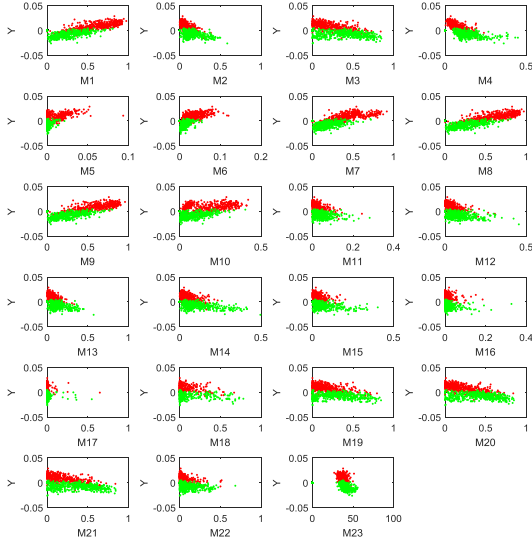 0.05 0.05 0.05 0.05
Y 0 Y 0 Y 0 Y 0
-0.05 -0.05 -0.05 -0.05
0 0.5 1 0 0.5 1 0 0.5 1 0 0.5
M1 M2 M3 M4
0.05 0.05 0.05 0.05
Y 0 Y 0 Y 0 Y 0
-0.05 -0.05 -0.05 -0.05
0 0.05 0.1 0 0.1 0.2 0 0.5 1 0 0.5 1
M5 M6 M7 M8
0.05 0.05 0.05 0.05
Y 0 Y 0 Y 0 Y 0
-0.05 -0.05 -0.05 -0.05
0 0.5 1 0 0.5 0 0.2 0.4 0 0.5
M9 M10 M11 M12
0.05 0.05 0.05 0.05
Y 0 Y 0 Y 0 Y 0
-0.05 -0.05 -0.05 -0.05
0 0.5 1 0 0.5 0 0.5 1 0 0.2 0.4
M13 M14 M15 M16
0.05 0.05 0.05 0.05
Y 0 Y 0 Y 0 Y 0
-0.05 -0.05 -0.05 -0.05
0 0.5 1 0 0.5 1 0 0.5 1 0 0.5 1
M17 M18 M19 M20
0.05 0.05 0.05
Y 0 Y 0 Y 0
-0.05 -0.05 -0.05
0 0.5 1 0 0.5 1 0 50 100
M21 M22 M23